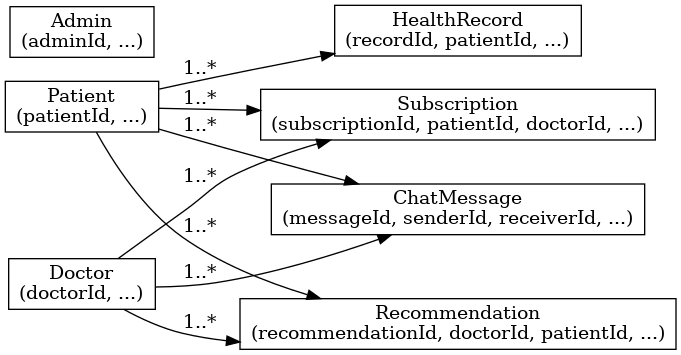 Admin
(adminId, ...)
HealthRecord
(recordId, patientId, ...)
1..*
Patient
(patientId, ...)
1..*
Subscription
(subscriptionId, patientId, doctorId, ...)
1..*
1..*
ChatMessage
(messageId, senderId, receiverId, ...)
1..*
Doctor
(doctorId, ...)
1..*
1..*
Recommendation
(recommendationId, doctorId, patientId, ...)